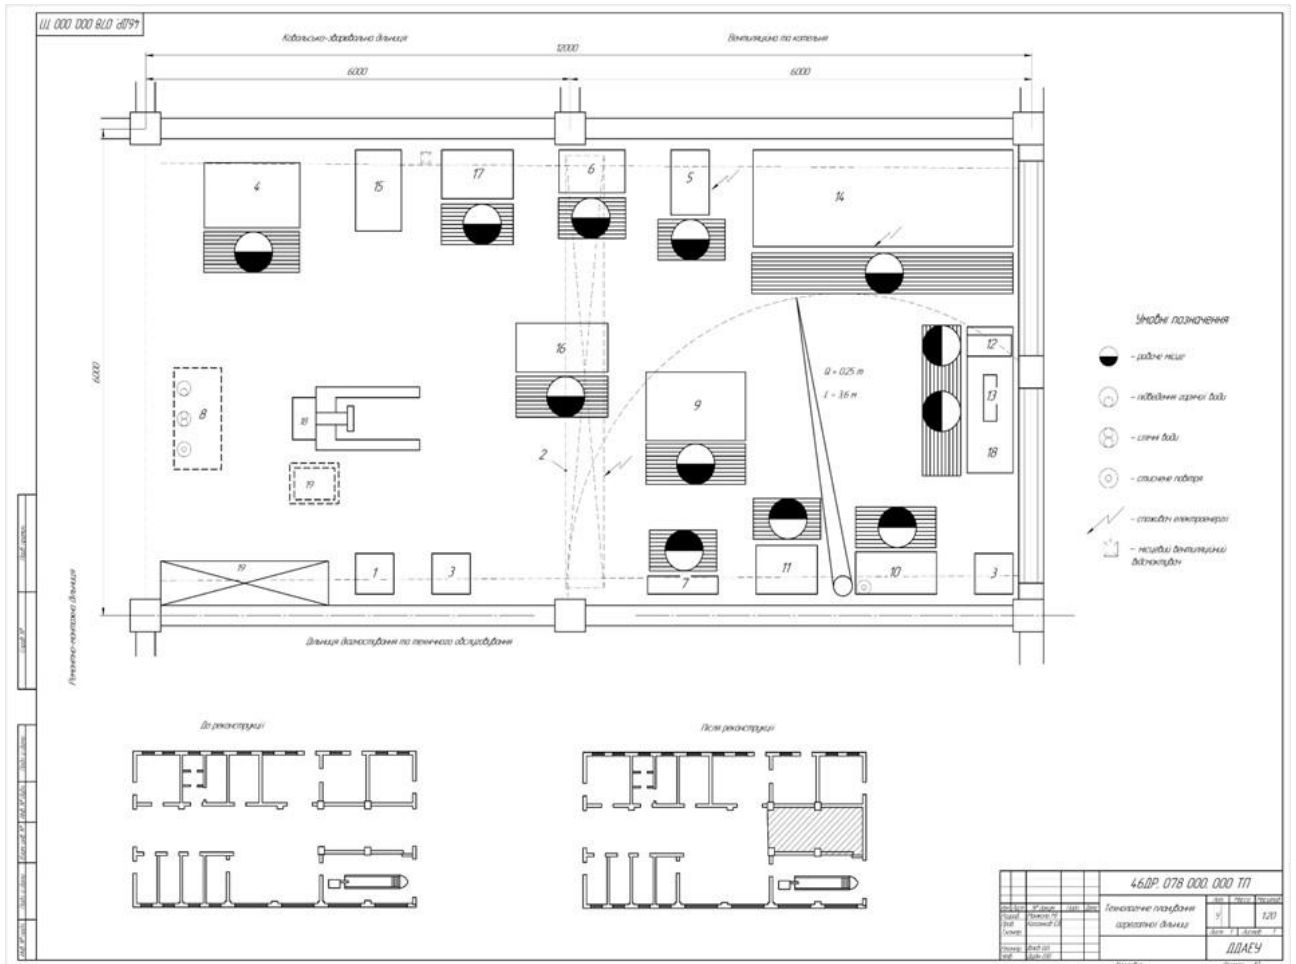 46ДР. 078 000. 000 ТП
Ковальсько-зварювальна дільниця
Вентиляційна та котельня
12000
6000
6000
4
15
17
6
5
14
6000
16
9
Q = 0,25 т
l = 3,6 м
12
13
18
8
18
19
2
19
1
3
7
11
10
3
Ремонтно-монтажна дільниця
Дільниця діагностування та технічного обслуговування
Умовні позначення
- робоче місце
- підведення гарячої води
- стічні води
- стиснене повітря
- споживач електроенергії
- місцевий вентиляційний
відсмоктувач
До реконструкції
Після реконструкції
46ДР. 078 000. 000 ТП
Технологічне планування
агрегатної дільниці
У
1:20
ДДАЕУ